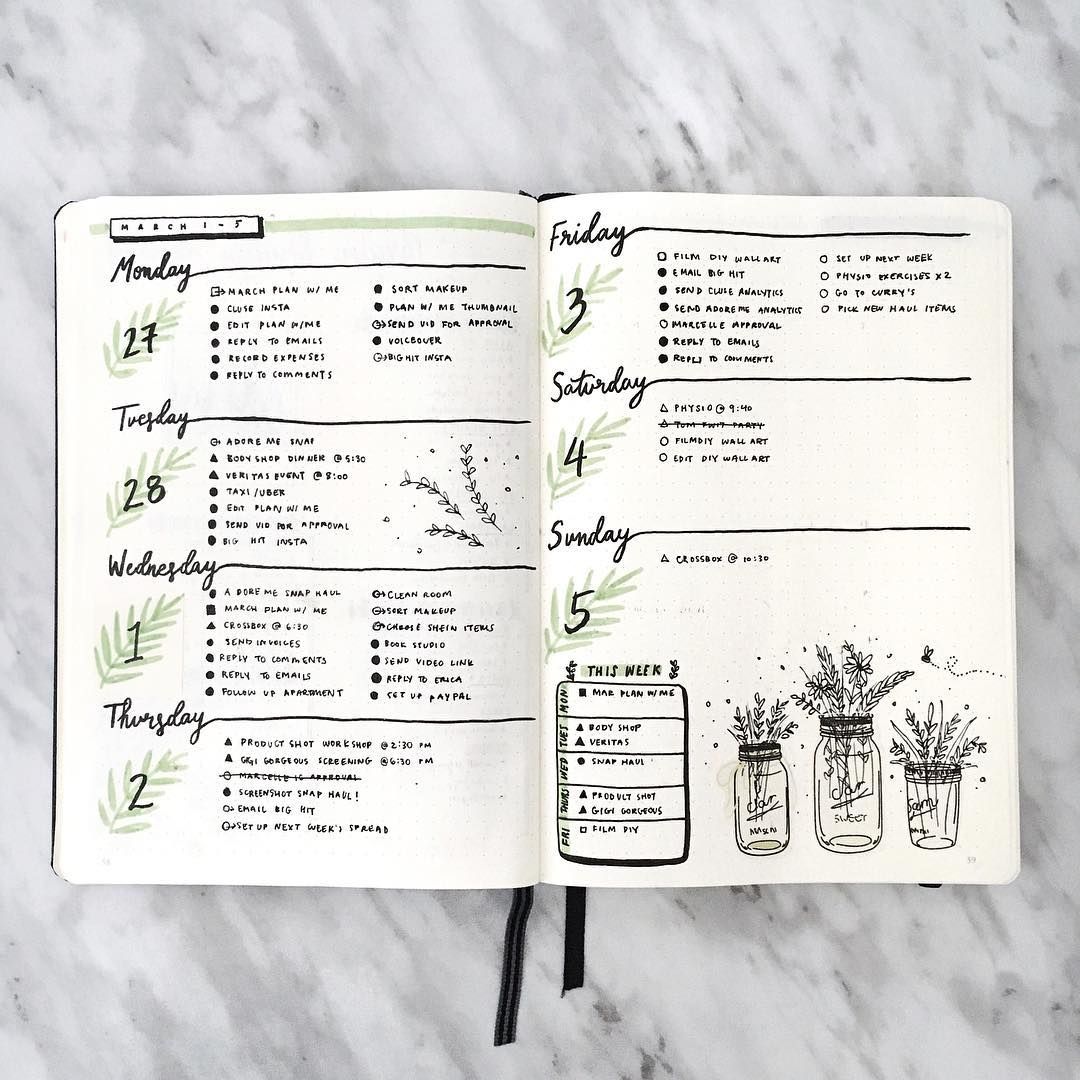 MARCH 1-5
Monday
27
MARCH PLAN W/ ME
CLUSE INSTA
EDIT PLAN W/ME
REPLY TO EMAILS
RECORD EXPENSES
REPLY TO COMMENTS
SORT MAKEUP
PLAN W/ ME THUMBNAIL
SEND VID FOR APPROVAL
VOICEOVER
BIG HIT INSTA
Tuesday
28
ADORE ME SNAP
BODY SHOP DINNER @ 5:30
VERITAS EVENT @ 8:00
TAXI/UBER
EDIT PLAN W/ ME
SEND VID FOR APPROVAL
BIG HIT INSTA
Wednesday
1
ADORE ME SNAP HAUL
MARCH PLAN W/ ME
CROSSBOX @ 6:30
SEND INVOICES
REPLY TO COMMENTS
REPLY TO EMAILS
FOLLOW UP APARTMENT
CLEAN ROOM
SORT MAKEUP
CHOOSE SHEIN ITEMS
BOOK STUDIO
SEND VIDEO LINK
REPLY TO ERICA
SET UP PAYPAL
Thursday
2
PRODUCT SHOT WORKSHOP @2:30 PM
GIGI GORGEOUS SCREENING @6:30 PM
MARCELLE IG APPROVAL
SCREENSHOT SNAP HAUL!
EMAIL BIG HIT
SET UP NEXT WEEK'S SPREAD
58
Friday
3
FILM DIY WALL ART
EMAIL BIG HIT
SEND CLUSE ANALYTICS
SEND ADORE ME ANALYTICS
MARCELLE APPROVAL
REPLY TO EMAILS
REPLY TO COMMENTS
SET UP NEXT WEEK
PHYSIO EXERCISES X2
GO TO CURRY'S
PICK NEW HAUL ITEMS
Saturday
4
PHYSIO @ 9:40
PARTY
FILM DIY WALL ART
EDIT DIY WALL ART
Sunday
5
CROSSBOX @ 10:30
THIS WEEK
MON
MAR PLAN W/ME
TUES
BODY SHOP
VERITAS
WED
SNAP HAUL
THURS
PRODUCT SHOT
GIGI GORGEOUS
FRI
FILM DIY
SWEET
59